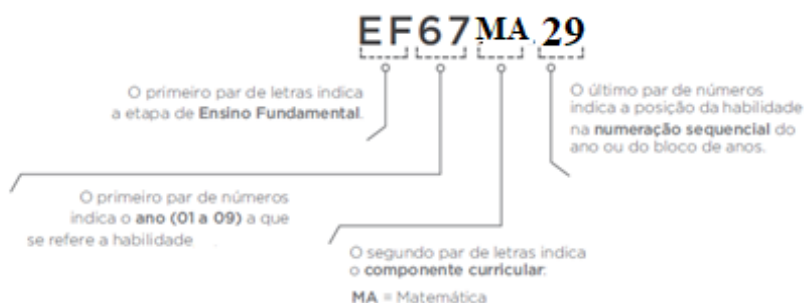 EF67MA.29
O primeiro par de letras indica
a etapa de Ensino Fundamental.
O último par de números
indica a posição da habilidade
na numeração sequencial do
ano ou do bloco de anos.
O primeiro par de números
indica o ano (01 a 09) a que
se refere a habilidade
O segundo par de letras indica
o componente curricular:
MA = Matemática